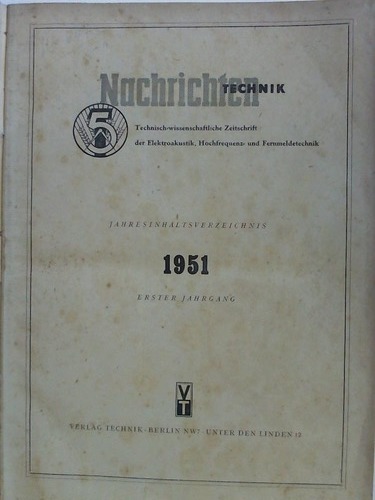 Nachrichten TECHNIK
5
Technisch-wissenschaftliche Zeitschrift
der Elektroakustik, Hochfrequenz- und Fernmeldetechnik
JAHRESINHALTSVERZEICHNIS
1951
ERSTER JAHRGANG
VT
VERLAG TECHNIK · BERLIN NW7 · UNTER DEN LINDEN 12